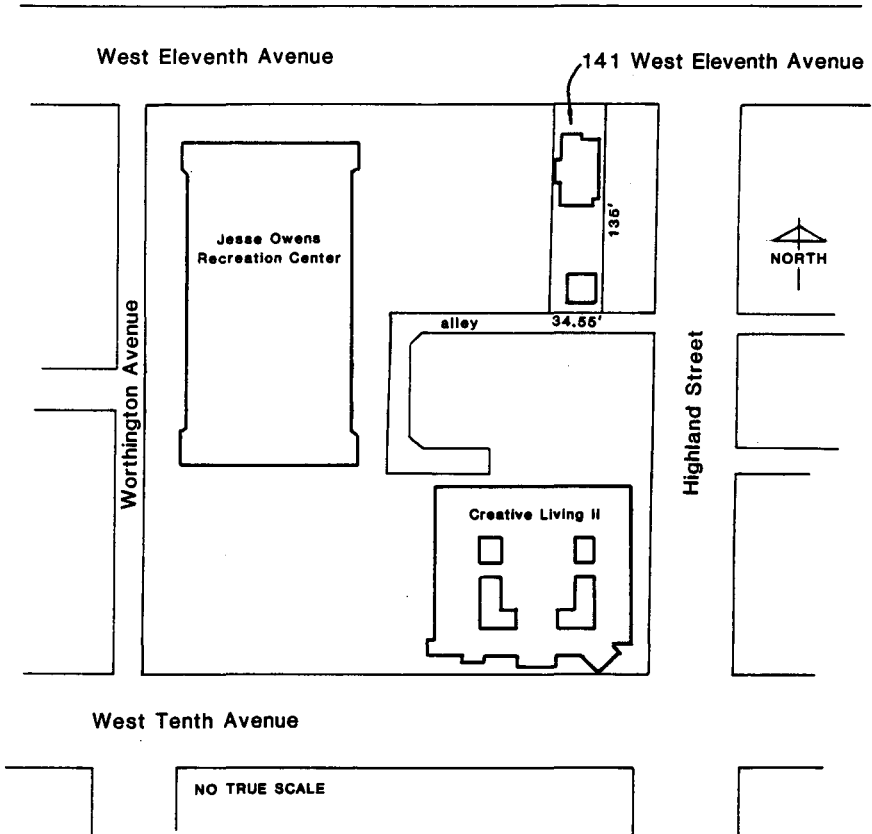 West Eleventh Avenue
141 West Eleventh Avenue
Jesse Owens
Recreation Center
135'
NORTH
alley
34.55'
Worthington Avenue
Highland Street
Creative Living II
West Tenth Avenue
NO TRUE SCALE